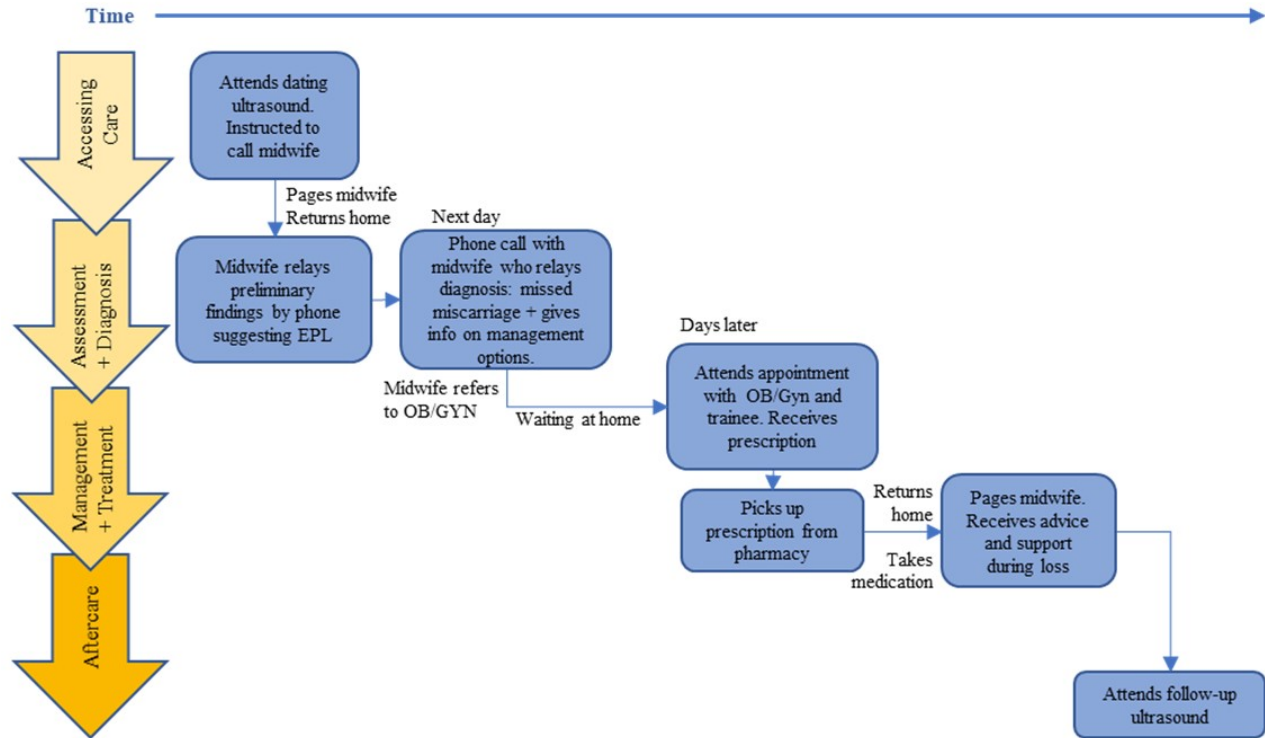 Time
Accessing
Care
Attends dating
ultrasound.
Instructed to
call midwife
Pages midwife
Returns home
Assessment
+ Diagnosis
Midwife relays
preliminary
findings by phone
suggesting EPL
Next day
Phone call with
midwife who relays
diagnosis: missed
miscarriage + gives
info on management
options.
Midwife refers
to OB/GYN
Waiting at home
Days later
Attends appointment
with OB/Gyn and
trainee. Receives
prescription
Management
+ Treatment
Picks up
prescription from
pharmacy
Returns
home
Takes
medication
Pages midwife.
Receives advice
and support
during loss
Aftercare
Attends follow-up
ultrasound